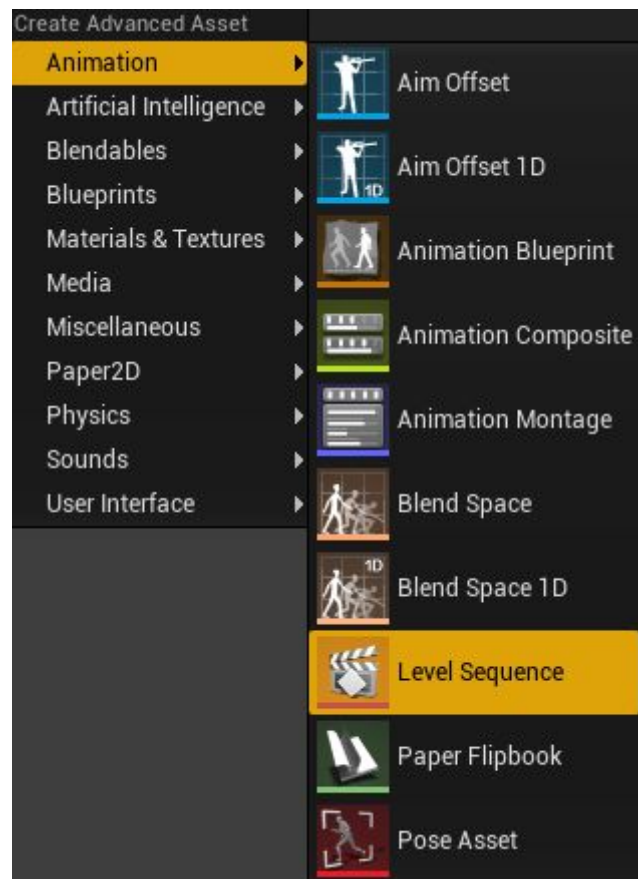 Create Advanced Asset
Animation
Artificial Intelligence
Blendables
Blueprints
Materials & Textures
Media
Miscellaneous
Paper2D
Physics
Sounds
User Interface
Aim Offset
1D
Aim Offset 1D
Animation Blueprint
Animation Composite
Animation Montage
Blend Space
1D
Blend Space 1D
Level Sequence
Paper Flipbook
Pose Asset